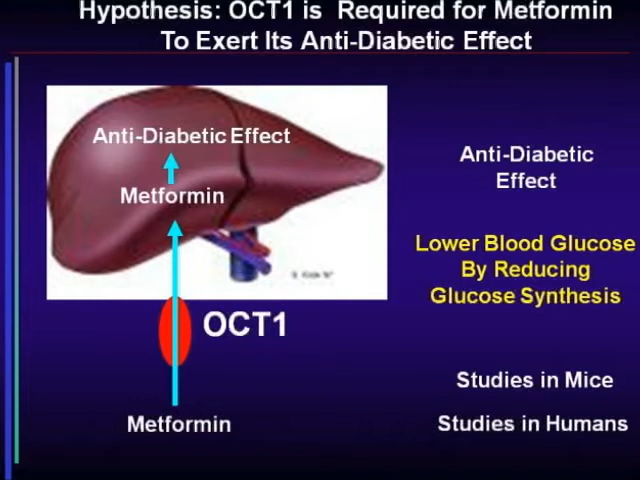 Hypothesis: OCT1 is Required for Metformin
To Exert Its Anti-Diabetic Effect
Anti-Diabetic Effect
Metformin
OCT1
Metformin
Anti-Diabetic
Effect
Lower Blood Glucose
By Reducing
Glucose Synthesis
Studies in Mice
Studies in Humans